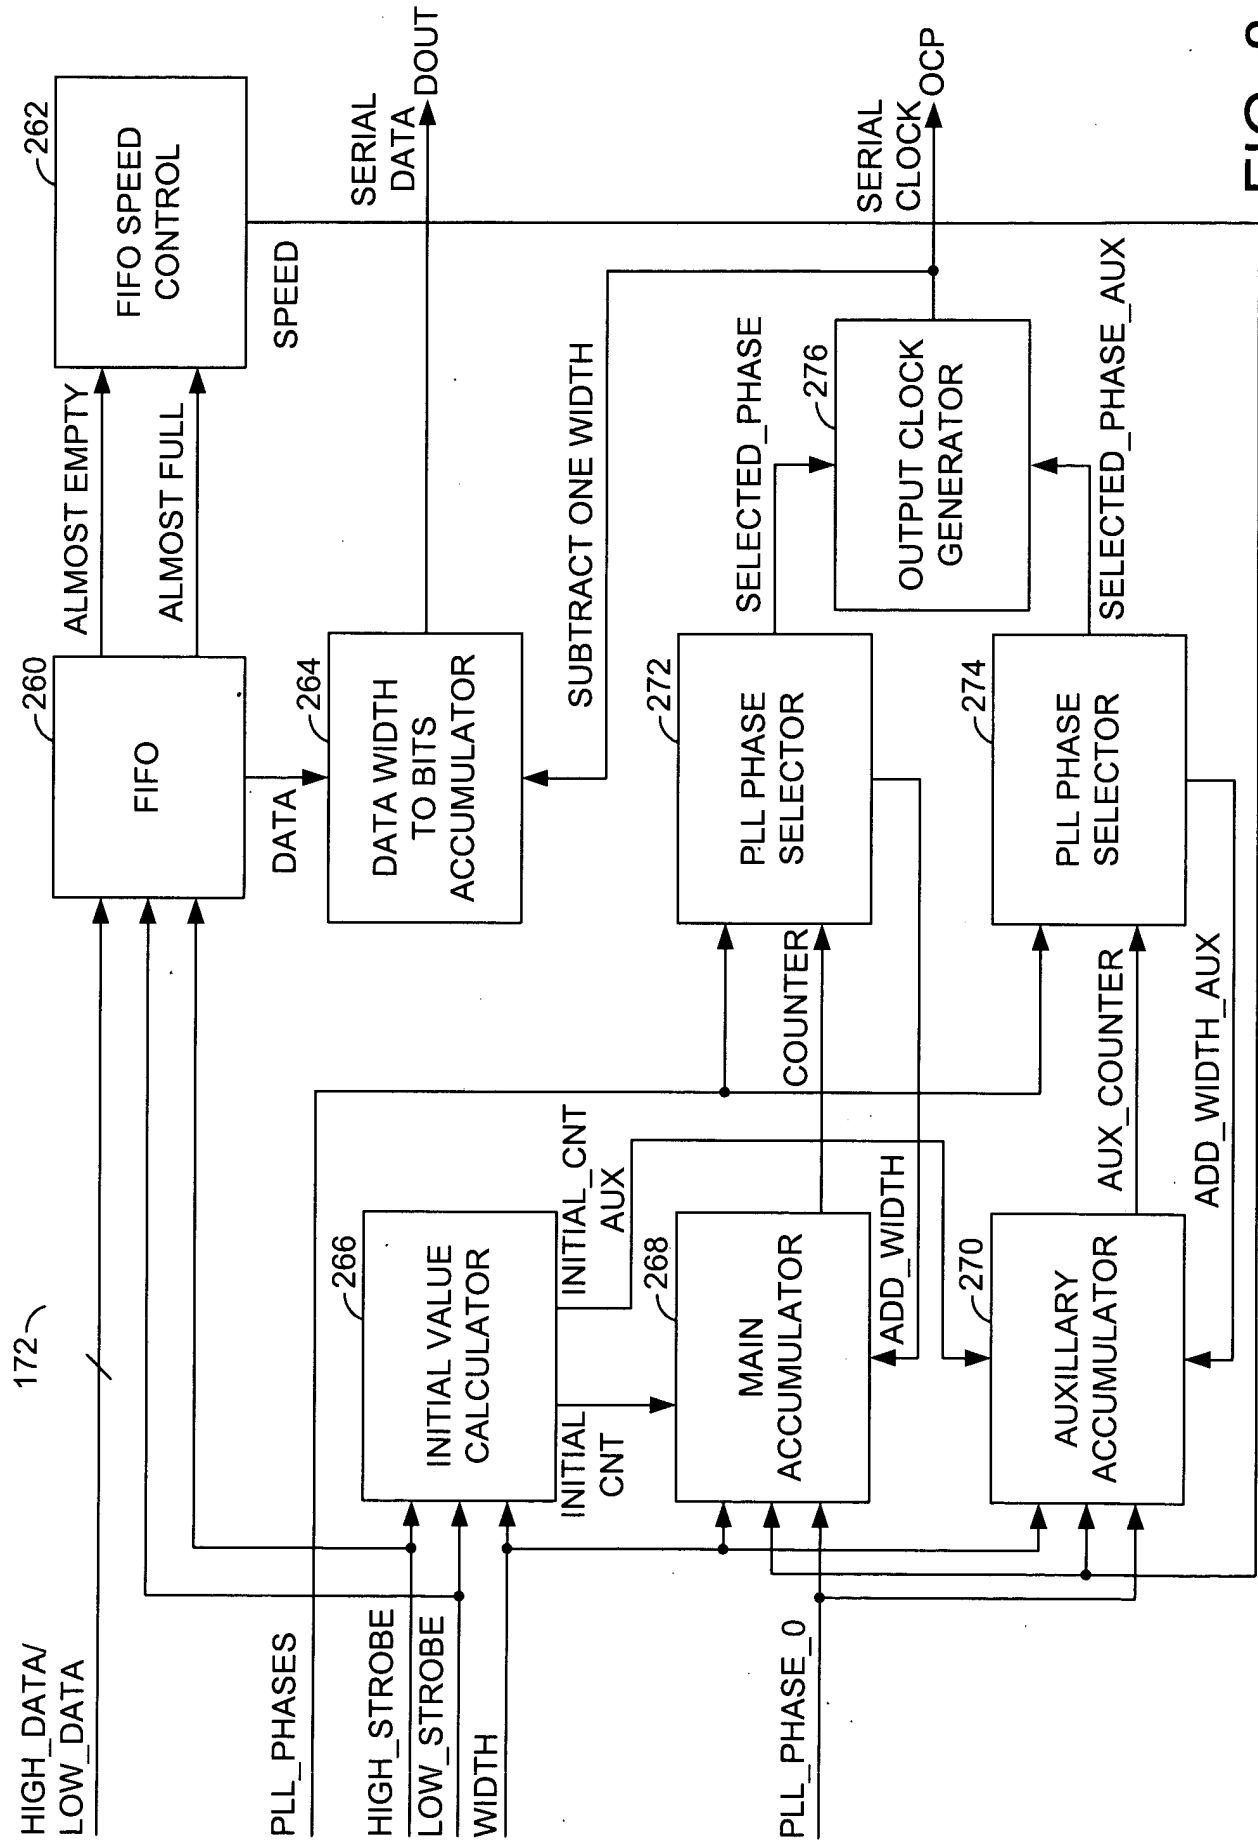 172
HIGH_DATA/
LOW_DATA
PLL_PHASES
HIGH_STROBE
LOW_STROBE
WIDTH
PLL_PHASE_0
260
FIFO
ALMOST EMPTY
ALMOST FULL
262
FIFO SPEED
CONTROL
SPEED
DATA
264
DATA WIDTH
TO BITS
ACCUMULATOR
SERIAL
DATA
DOUT
SUBTRACT ONE WIDTH
266
INITIAL VALUE
CALCULATOR
INITIAL
CNT
INITIAL_CNT
AUX
268
MAIN
ACCUMULATOR
COUNTER
ADD_WIDTH
272
PLL PHASE
SELECTOR
SELECTED_PHASE
276
OUTPUT CLOCK
GENERATOR
SERIAL
CLOCK
OCP
270
AUXILLARY
ACCUMULATOR
AUX_COUNTER
ADD_WIDTH_AUX
274
PLL PHASE
SELECTOR
SELECTED_PHASE_AUX
FIG.